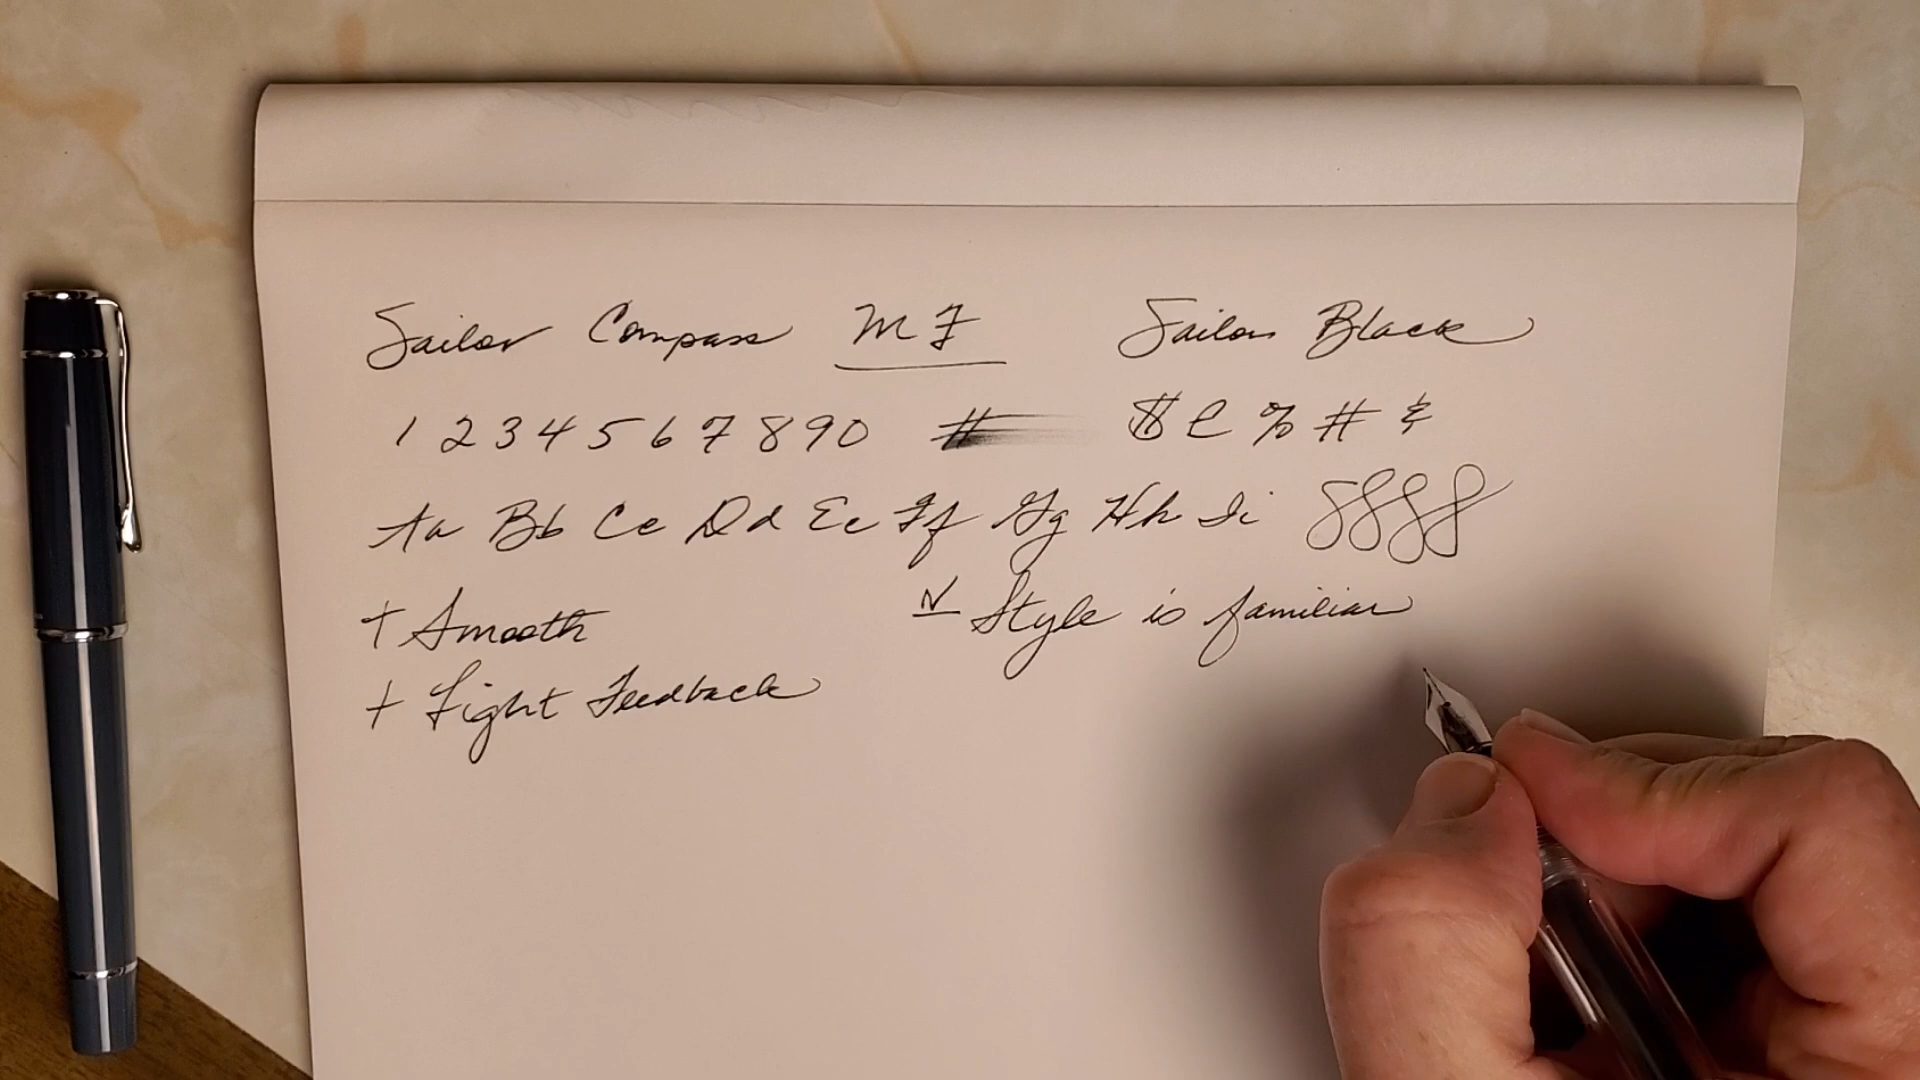 Sailor Compass MF Sailor Black
1 2 3 4 5 6 7 8 9 0 # $ @ % # &
Aa Bb Cc Dd Ee Ff Gg Hh Ii
+ Smooth N Style is familiar
+ Light Feedback